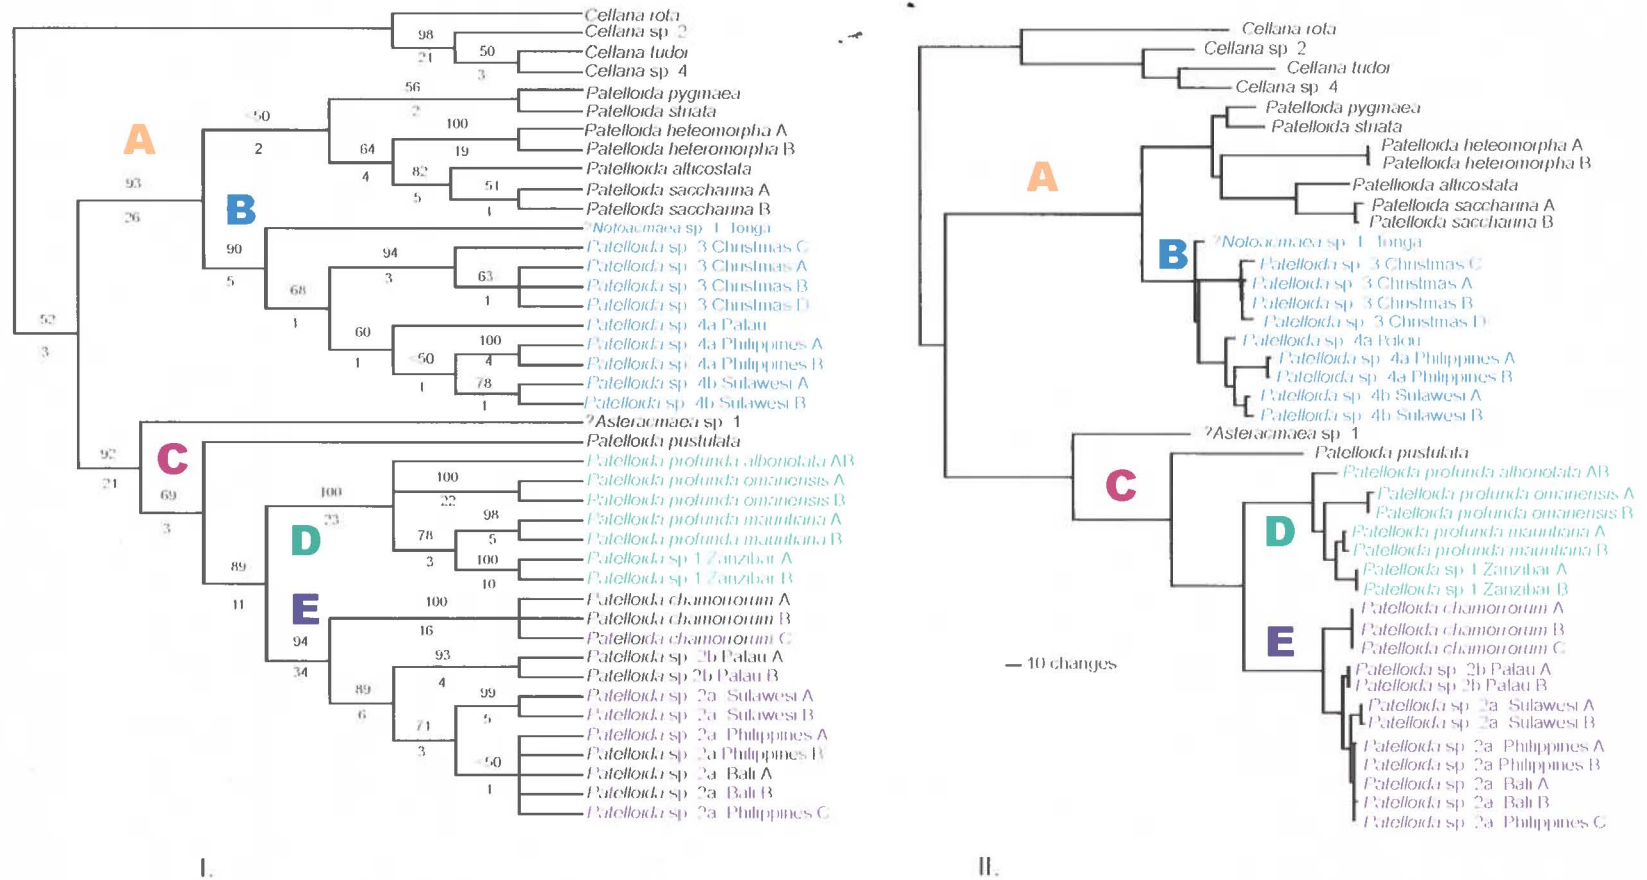 Cellana rota
98
Cellana sp 2
21
50
Cellana tudor
3
Cellana sp 4
56
Patelloida pygmaea
2
Patelloida striata
<50
2
100
Patelloida heteomorpha A
19
Patelloida heteromorpha B
64
4
82
Patelloida alticostata
5
51
Patelloida saccharina A
1
Patelloida saccharina B
A
93
26
B
90
5
?Notoacmaea sp 1 Tonga
94
Patelloida sp 3 Christmas C
3
63
Patelloida sp 3 Christmas A
Patelloida sp 3 Christmas B
1
Patelloida sp 3 Christmas D
68
1
60
Patelloida sp 4a Palau
1
100
Patelloida sp 4a Philippines A
4
Patelloida sp 4a Philippines B
<50
1
78
Patelloida sp 4b Sulawesi A
1
Patelloida sp 4b Sulawesi B
52
3
?Asteracmaea sp 1
92
21
C
Patelloida pustulata
69
3
Patelloida profunda albonotata AB
100
23
100
Patelloida profunda omanensis A
22
Patelloida profunda omanensis B
D
78
3
98
Patelloida profunda mauritiana A
5
Patelloida profunda mauritiana B
100
Patelloida sp 1 Zanzibar A
10
Patelloida sp 1 Zanzibar B
89
11
E
94
34
100
Patelloida chamorrorum A
16
Patelloida chamorrorum B
Patelloida chamorrorum C
93
Patelloida sp 2b Palau A
4
Patelloida sp 2b Palau B
89
6
99
Patelloida sp 2a Sulawesi A
5
Patelloida sp 2a Sulawesi B
71
3
Patelloida sp 2a Philippines A
Patelloida sp 2a Philippines B
<50
Patelloida sp 2a Bali A
1
Patelloida sp 2a Bali B
Patelloida sp 2a Philippines C
I.
Cellana rota
Cellana sp 2
Cellana tudor
Cellana sp 4
Patelloida pygmaea
Patelloida striata
Patelloida heteomorpha A
Patelloida heteromorpha B
A
Patelloida alticostata
Patelloida saccharina A
Patelloida saccharina B
B
?Notoacmaea sp 1 Tonga
Patelloida sp 3 Christmas C
Patelloida sp 3 Christmas A
Patelloida sp 3 Christmas B
Patelloida sp 3 Christmas D
Patelloida sp 4a Palau
Patelloida sp 4a Philippines A
Patelloida sp 4a Philippines B
Patelloida sp 4b Sulawesi A
Patelloida sp 4b Sulawesi B
?Asteracmaea sp 1
C
Patelloida pustulata
Patelloida profunda albonotata AB
Patelloida profunda omanensis A
Patelloida profunda omanensis B
D
Patelloida profunda mauritiana A
Patelloida profunda mauritiana B
Patelloida sp 1 Zanzibar A
Patelloida sp 1 Zanzibar B
E
Patelloida chamorrorum A
Patelloida chamorrorum B
Patelloida chamorrorum C
10 changes
Patelloida sp 2b Palau A
Patelloida sp 2b Palau B
Patelloida sp 2a Sulawesi A
Patelloida sp 2a Sulawesi B
Patelloida sp 2a Philippines A
Patelloida sp 2a Philippines B
Patelloida sp 2a Bali A
Patelloida sp 2a Bali B
Patelloida sp 2a Philippines C
II.